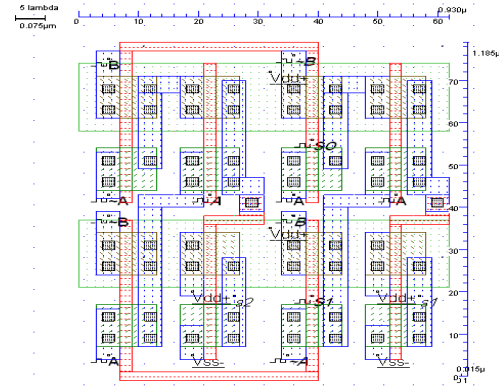 5 lambda
0.075µm
0.930µ
0 10 20 30 40 50 60
1.185µ
B
~B
Vdd+
70
60
S0
50
~A
A
A
A
40
~B
B
Vdd+
30
20
Vdd+ s2
S1
Vdd+ s1
10
A
Vss-
~A
Vss-
0.015µ